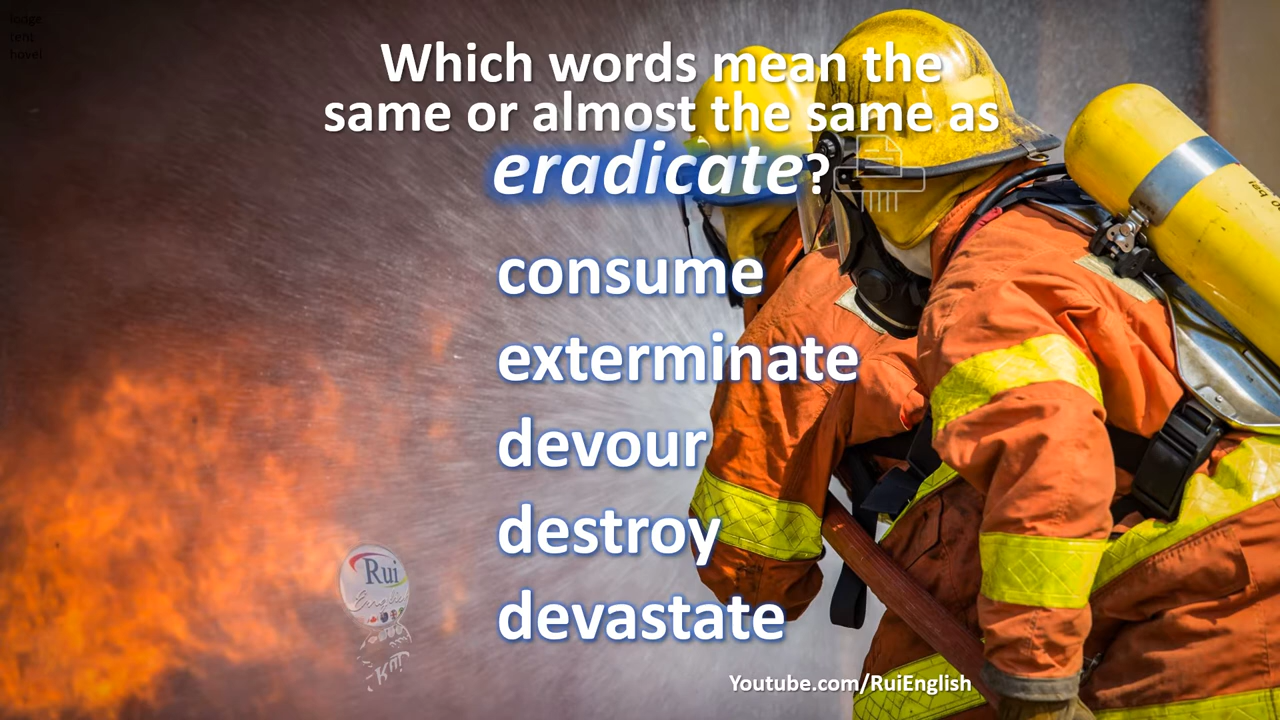 lodge
tent
hovel
Which words mean the
same or almost the same as
eradicate?
consume
exterminate
devour
destroy
devastate
Rui
English
Youtube.com/RuiEnglish